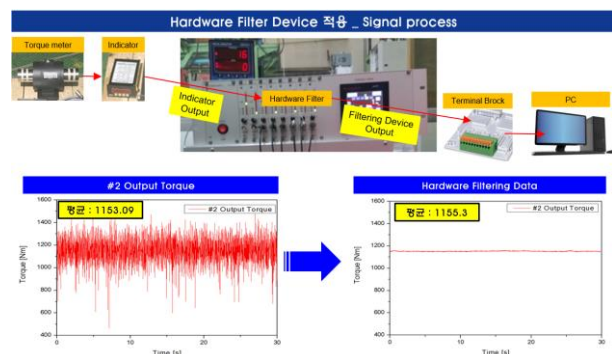 Hardware Filter Device 적용 _ Signal process
Torque meter
Indicator
PC
Hardware Filter
Terminal Brock
Indicator
Output
Filtering Device
Output
#2 Output Torque
Hardware Filtering Data
평균 : 1153.09
#2 Output Torque
평균 : 1155.3
#2 Output Torque
1600
1400
1200
1000
800
600
400
Torque [Nm]
0
5
10
15
20
25
30
Time [s]
1600
1400
1200
1000
800
600
400
Torque [Nm]
0
10
20
30
Time [s]